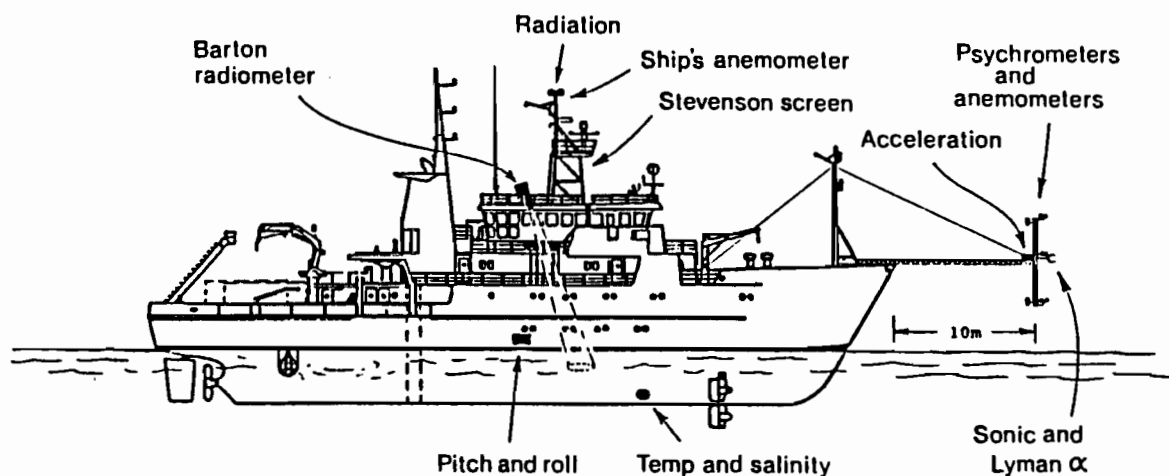 Radiation
Barton
radiometer
Ship's anemometer
Stevenson screen
Psychrometers
and
anemometers
Acceleration
10m
Pitch and roll
Temp and salinity
Sonic and
Lyman α